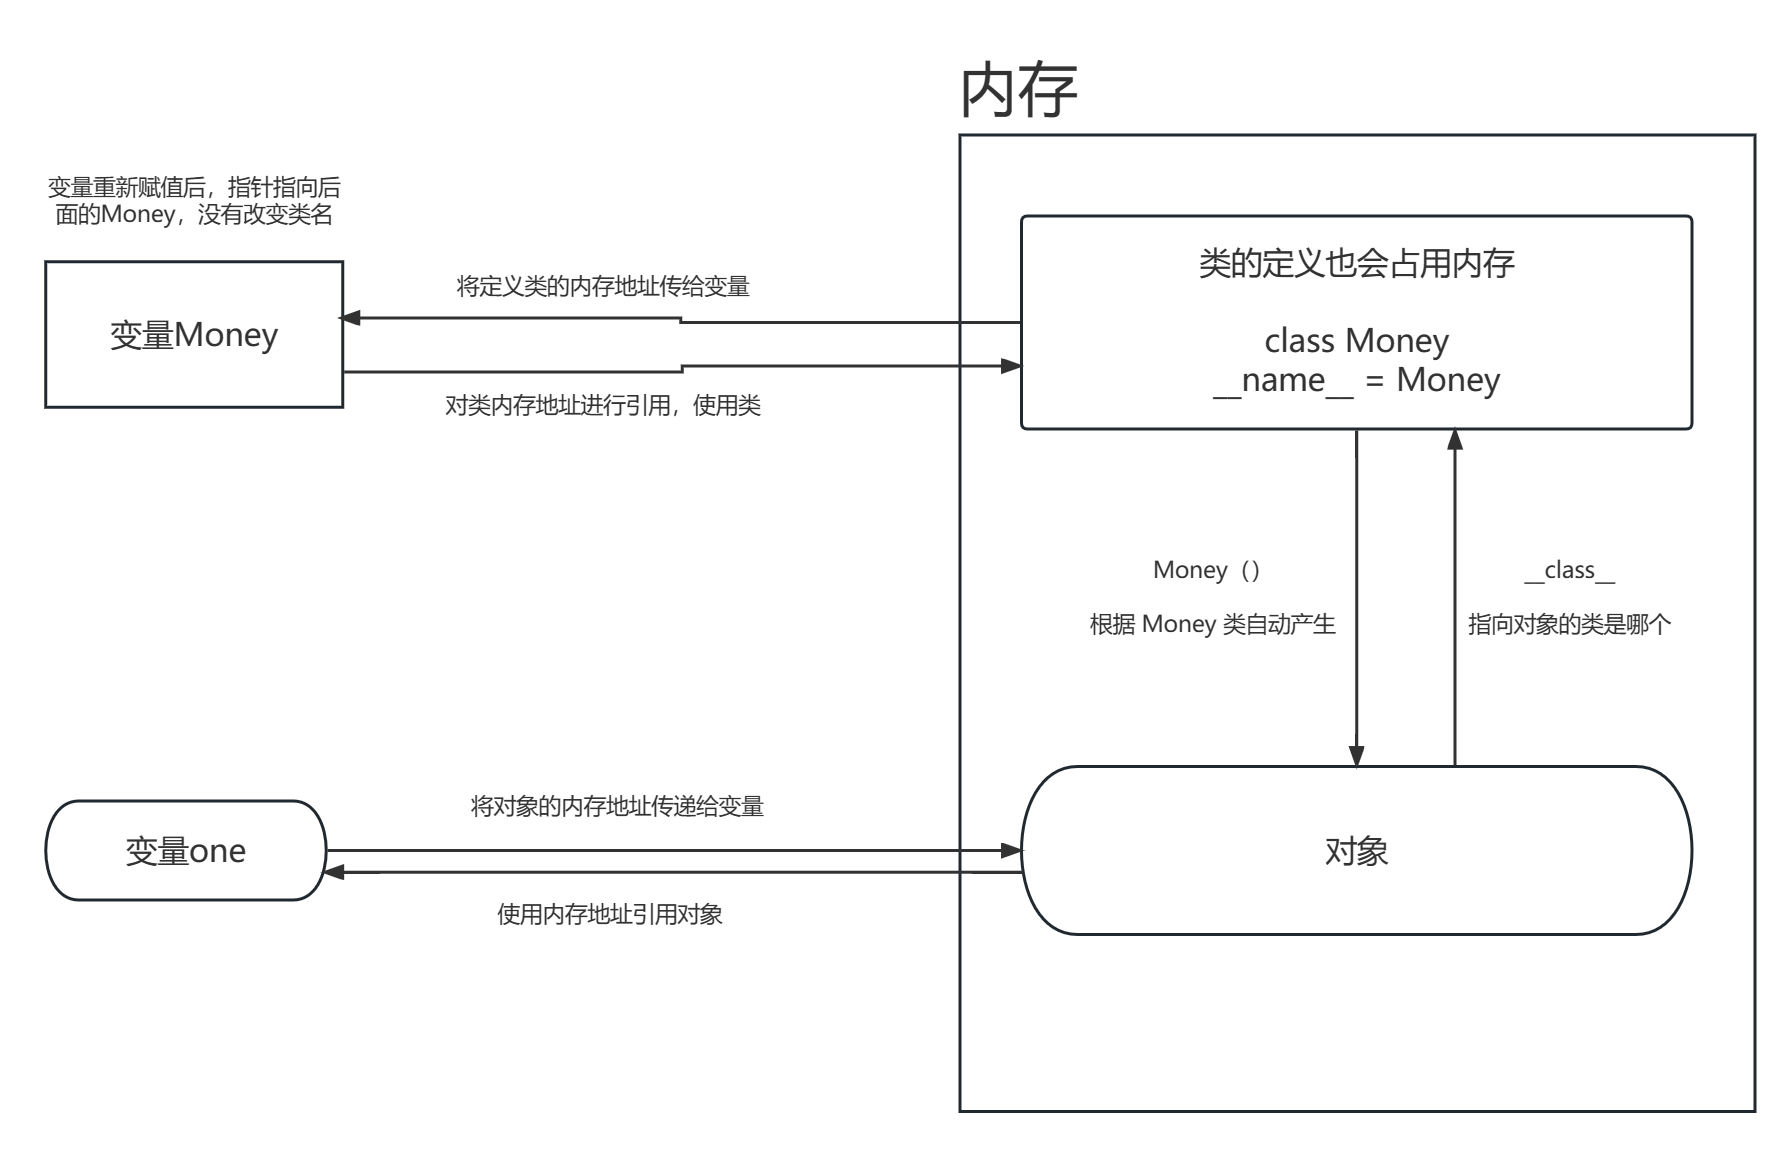 内存
变量重新赋值后，指针指向后
面的Money，没有改变类名
类的定义也会占用内存
将定义类的内存地址传给变量
变量Money
class Money
__name__ = Money
对类内存地址进行引用，使用类
Money（）
__class__
根据 Money 类自动产生
指向对象的类是哪个
将对象的内存地址传递给变量
变量one
对象
使用内存地址引用对象